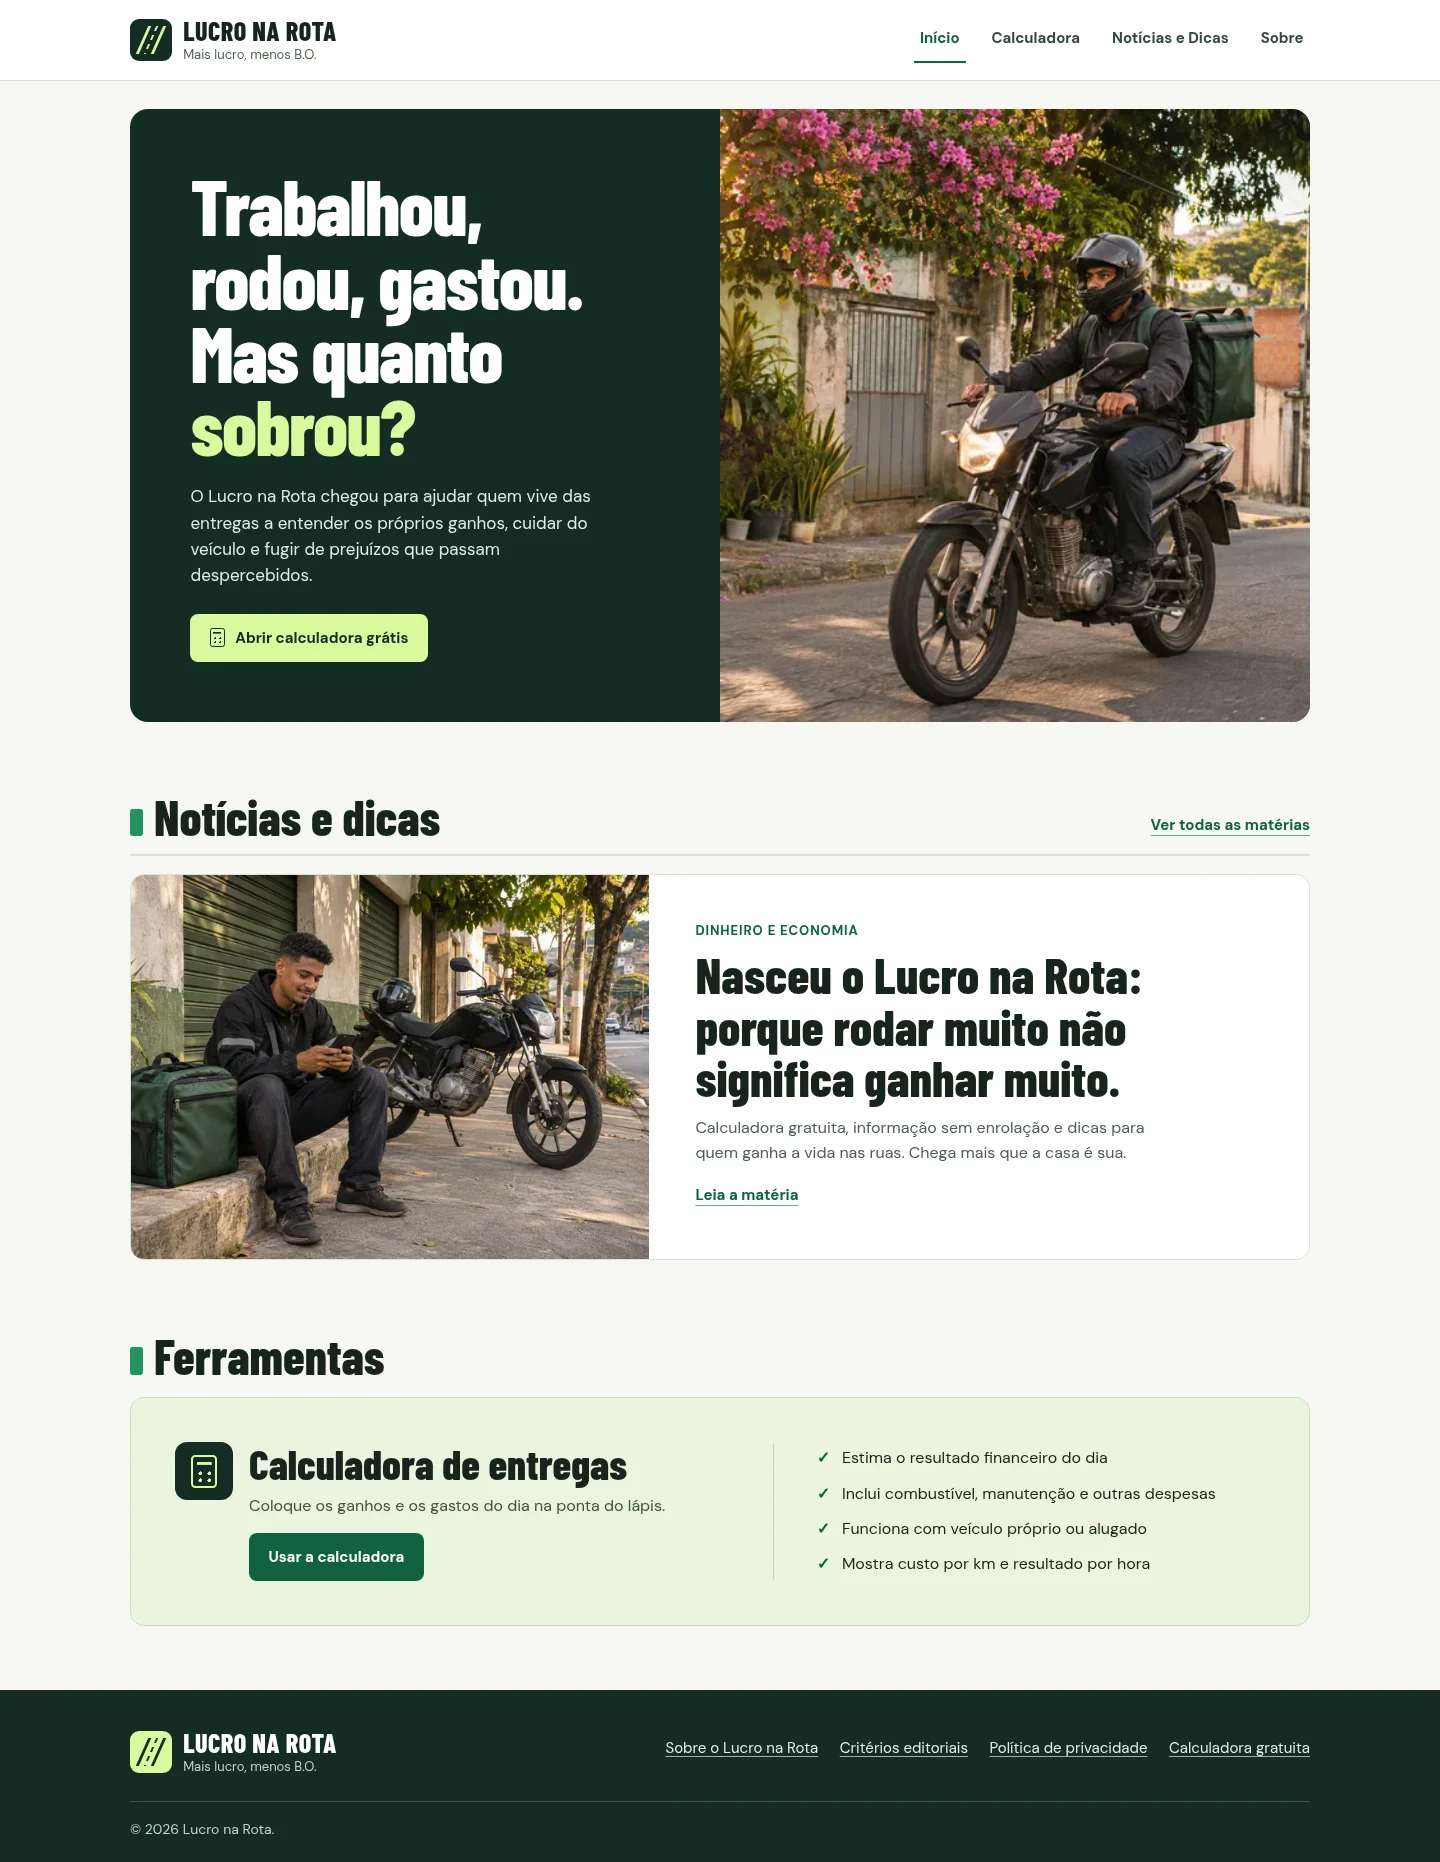 LUCRO NA ROTA
Mais lucro, menos B.O.
Início
Calculadora
Notícias e Dicas
Sobre
Trabalhou,
rodou, gastou.
Mas quanto
sobrou?
O Lucro na Rota chegou para ajudar quem vive das
entregas a entender os próprios ganhos, cuidar do
veículo e fugir de prejuízos que passam
despercebidos.
Abrir calculadora grátis
Notícias e dicas
Ver todas as matérias
DINHEIRO E ECONOMIA
Nasceu o Lucro na Rota:
porque rodar muito não
significa ganhar muito.
Calculadora gratuita, informação sem enrolação e dicas para
quem ganha a vida nas ruas. Chega mais que a casa é sua.
Leia a matéria
Ferramentas
Calculadora de entregas
Coloque os ganhos e os gastos do dia na ponta do lápis.
Usar a calculadora
✓ Estima o resultado financeiro do dia
✓ Inclui combustível, manutenção e outras despesas
✓ Funciona com veículo próprio ou alugado
✓ Mostra custo por km e resultado por hora
LUCRO NA ROTA
Mais lucro, menos B.O.
Sobre o Lucro na Rota
Critérios editoriais
Política de privacidade
Calculadora gratuita
© 2026 Lucro na Rota.